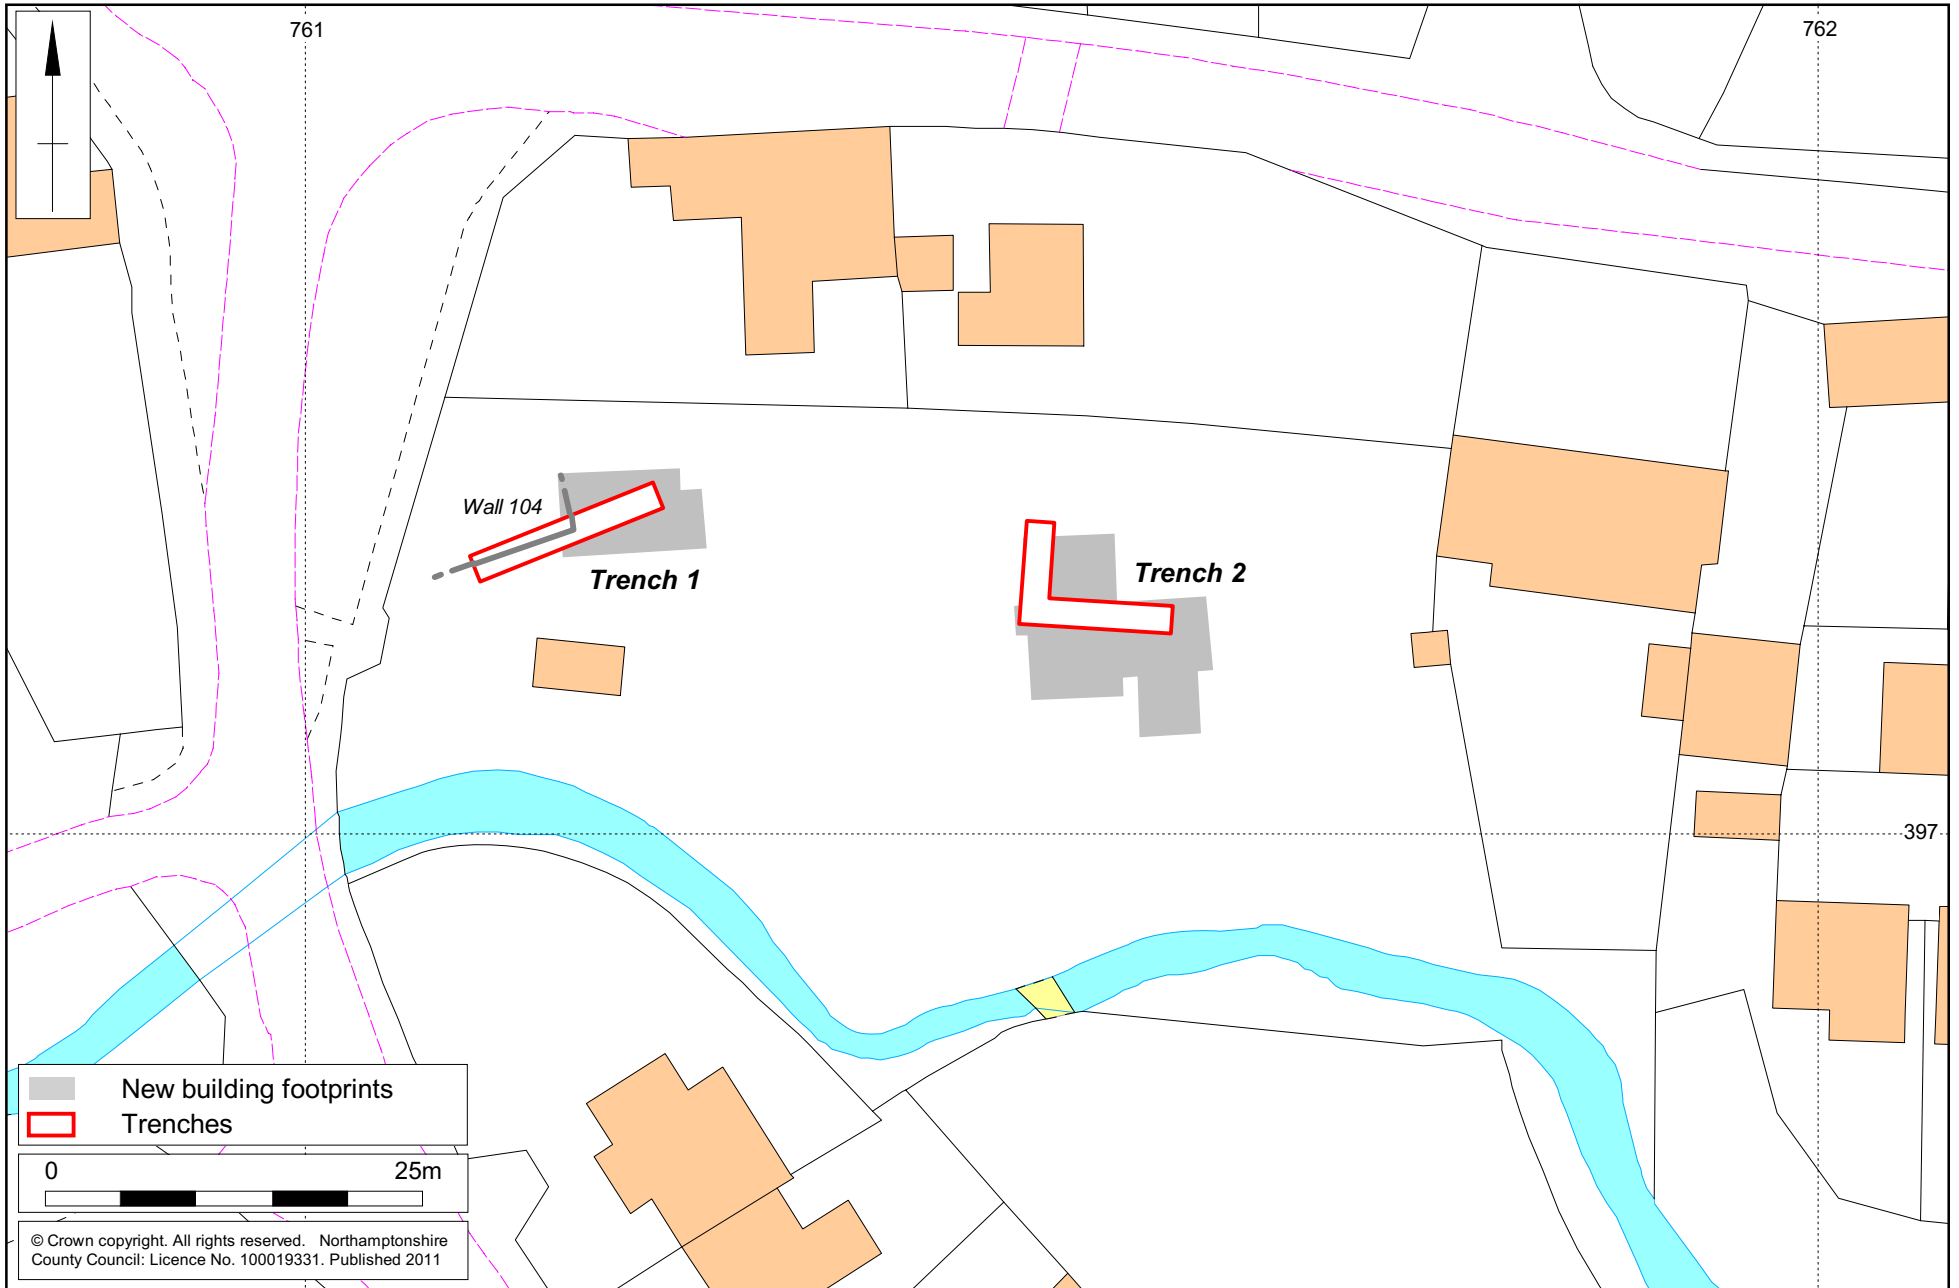 761
762
Wall 104
Trench 1
Trench 2
397
New building footprints
Trenches
0 25m
© Crown copyright. All rights reserved. Northamptonshire
County Council: Licence No. 100019331. Published 2011